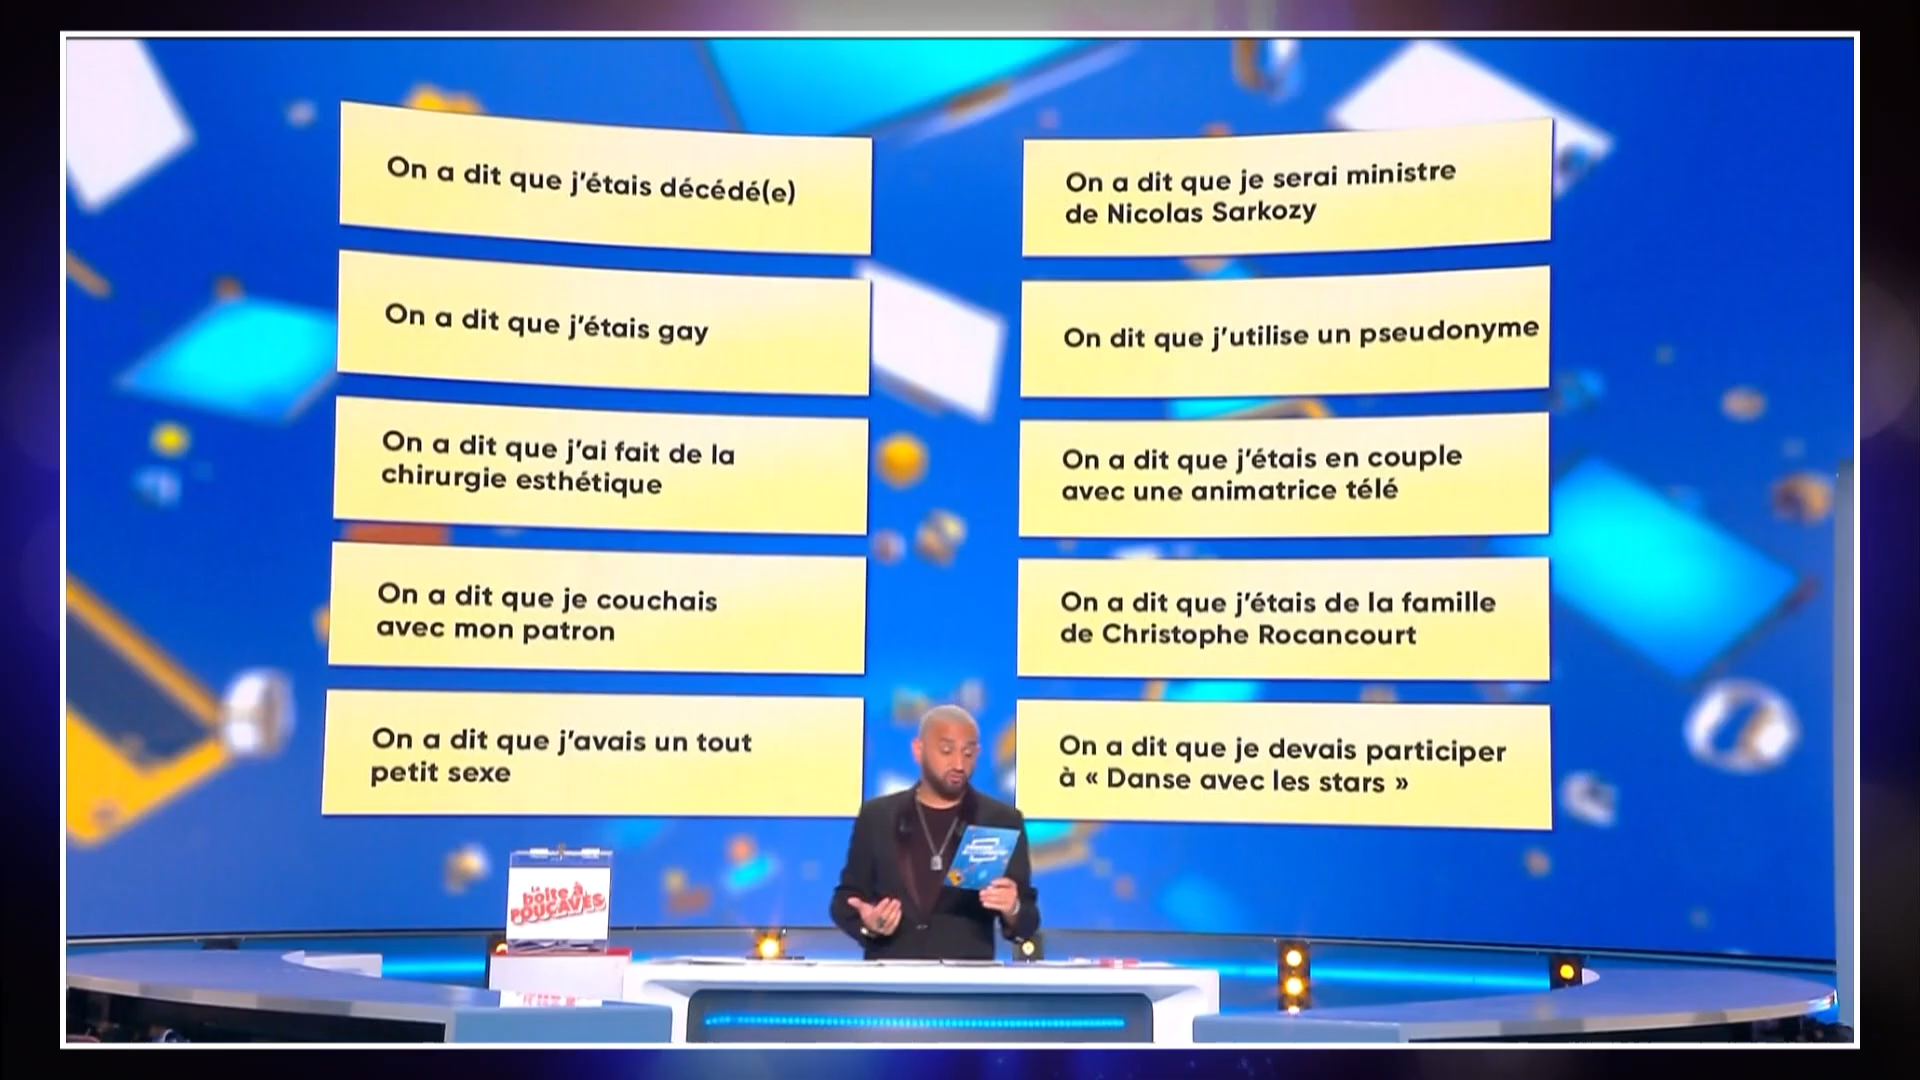 On a dit que j'étais décédé(e)
On a dit que j'étais gay
On a dit que j'ai fait de la
chirurgie esthétique
On a dit que je couchais
avec mon patron
On a dit que j'avais un tout
petit sexe
On a dit que je serai ministre
de Nicolas Sarkozy
On dit que j'utilise un pseudonyme
On a dit que j'étais en couple
avec une animatrice télé
On a dit que j'étais de la famille
de Christophe Rocancourt
On a dit que je devais participer
à « Danse avec les stars »
la
boîte à
POUCAVES